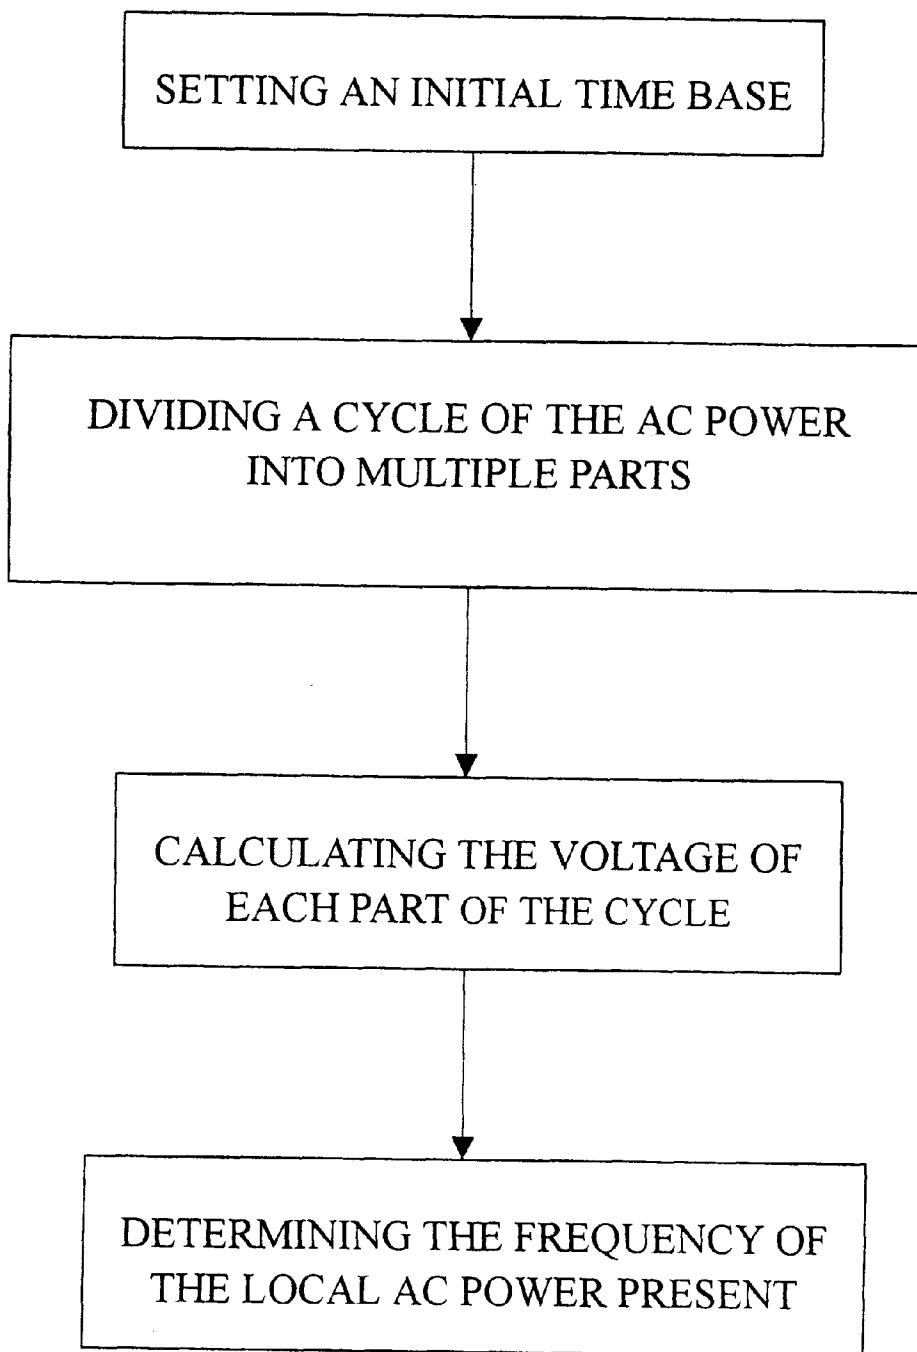 SETTING AN INITIAL TIME BASE
DIVIDING A CYCLE OF THE AC POWER
INTO MULTIPLE PARTS
CALCULATING THE VOLTAGE OF
EACH PART OF THE CYCLE
DETERMINING THE FREQUENCY OF
THE LOCAL AC POWER PRESENT